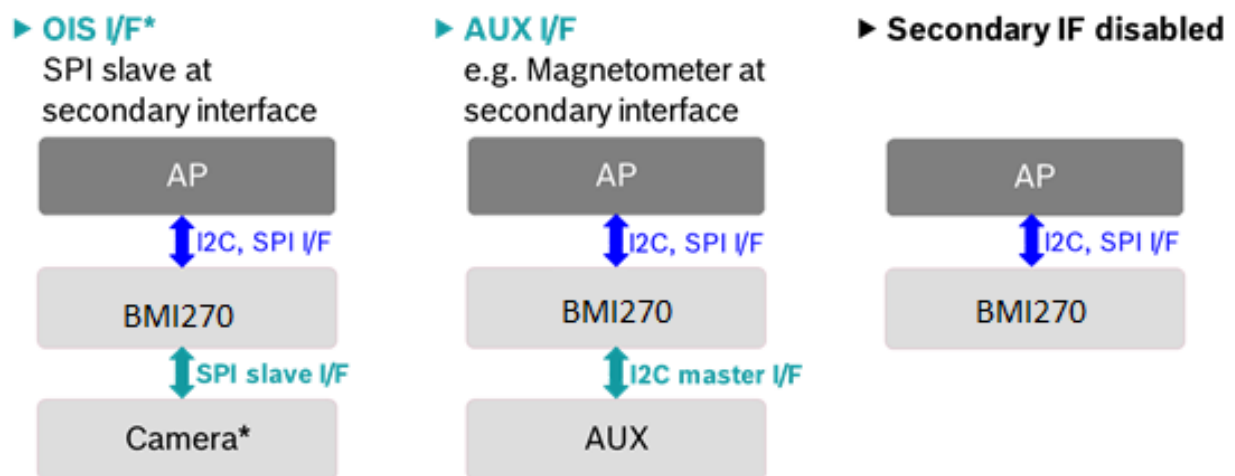 ▶ OIS I/F*
SPI slave at
secondary interface
AP
I2C, SPI I/F
BMI270
SPI slave I/F
Camera*
▶ AUX I/F
e.g. Magnetometer at
secondary interface
AP
I2C, SPI I/F
BMI270
I2C master I/F
AUX
▶ Secondary IF disabled
AP
I2C, SPI I/F
BMI270